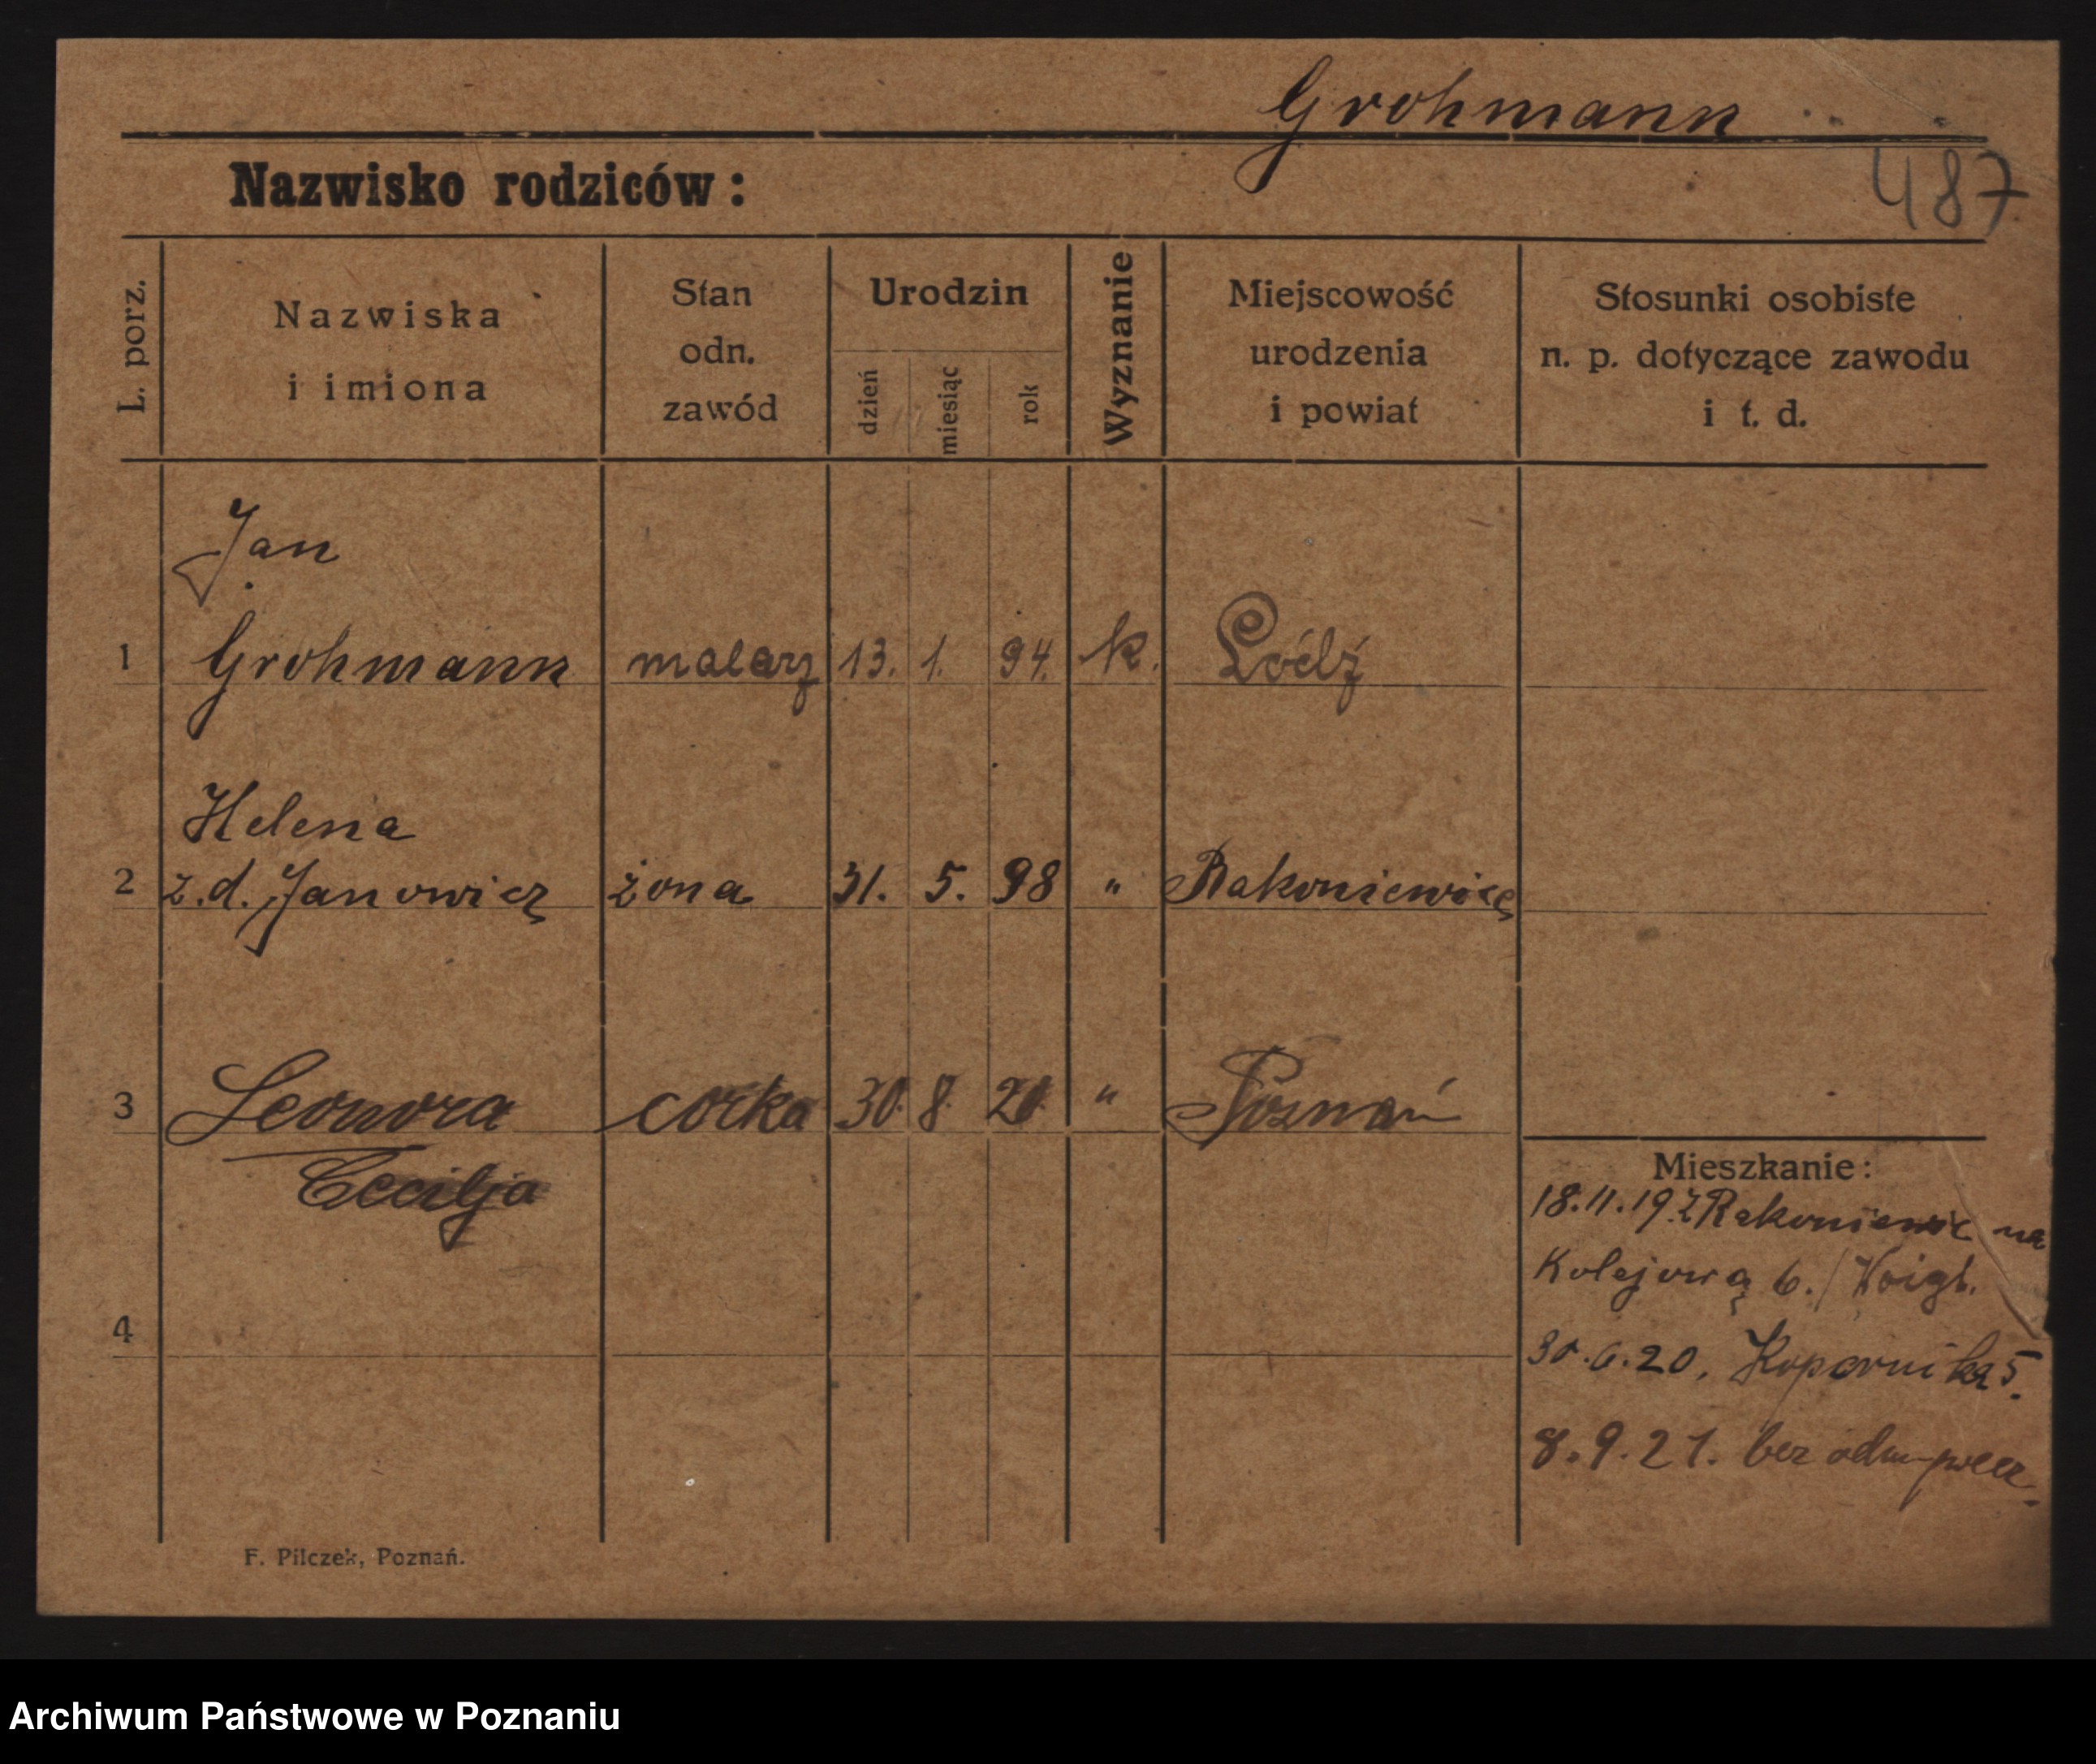 Grohmann
487
Nazwisko rodziców:
L. porz.
Nazwiska
i imiona
Stan
odn.
zawód
Urodzin
dzień
miesiąc
rok
Wyznanie
Miejscowość
urodzenia
i powiat
Stosunki osobiste
n. p. dotyczące zawodu
i t. d.
Jan
1 Grohmann malarz 13. 1. 94. k. Łódź
Helena
2 z.d. Janowicz żona 31. 5. 98 " Rakoniewice
3 Leonora corka 30. 8. 20. " Poznań
Cecilja
4
Mieszkanie:
18.11.19. z Rakoniewic na
Kolejową 6./ Voigt.
30.6.20. Kopernika 5.
8.9.21. bez
F. Pilczek, Poznań.
Archiwum Państwowe w Poznaniu